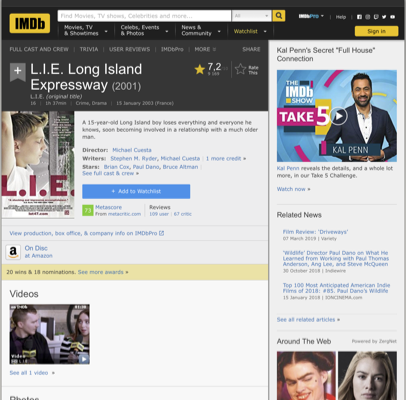 IMDb
Find Movies, TV shows, Celebrities and more...
All
IMDbPro
Help
Movies, TV
& Showtimes
Celebs, Events
& Photos
News &
Community
Watchlist
Sign in
FULL CAST AND CREW | TRIVIA | USER REVIEWS | IMDbPro | MORE
SHARE
L.I.E. Long Island
Expressway (2001)
L.I.E. (original title)
16 | 1h 37min | Crime, Drama | 15 January 2003 (France)
7,2
Rate
This
A 15-year-old Long Island boy loses everything and everyone he
knows, soon becoming involved in a relationship with a much older
man.
Director: Michael Cuesta
Writers: Stephen M. Ryder, Michael Cuesta | 1 more credit »
Stars: Brian Cox, Paul Dano, Bruce Altman |
See full cast & crew »
+ Add to Watchlist
Metascore
From metacritic.com
Reviews
109 user | 67 critic
L.I.E.
View production, box office, & company info on IMDbPro
On Disc
at Amazon
20 wins & 18 nominations. See more awards »
Videos
Video
See all 1 video »
Photos
Kal Penn's Secret "Full House"
Connection
THE
IMDb
SHOW
TAKE 5
KAL PENN
Kal Penn reveals the details, and a whole lot
more, in our Take 5 Challenge.
Watch now »
Related News
Film Review: 'Driveways'
07 March 2019 | Variety
'Wildlife' Director Paul Dano on What He
Learned from Working with Paul Thomas
Anderson, Ang Lee, and Steve McQueen
30 October 2018 | Indiewire
Top 100 Most Anticipated American Indie
Films of 2018: #85. Paul Dano's Wildlife
15 January 2018 | IONCINEMA.com
See all related articles »
Around The Web
Powered by ZergNet